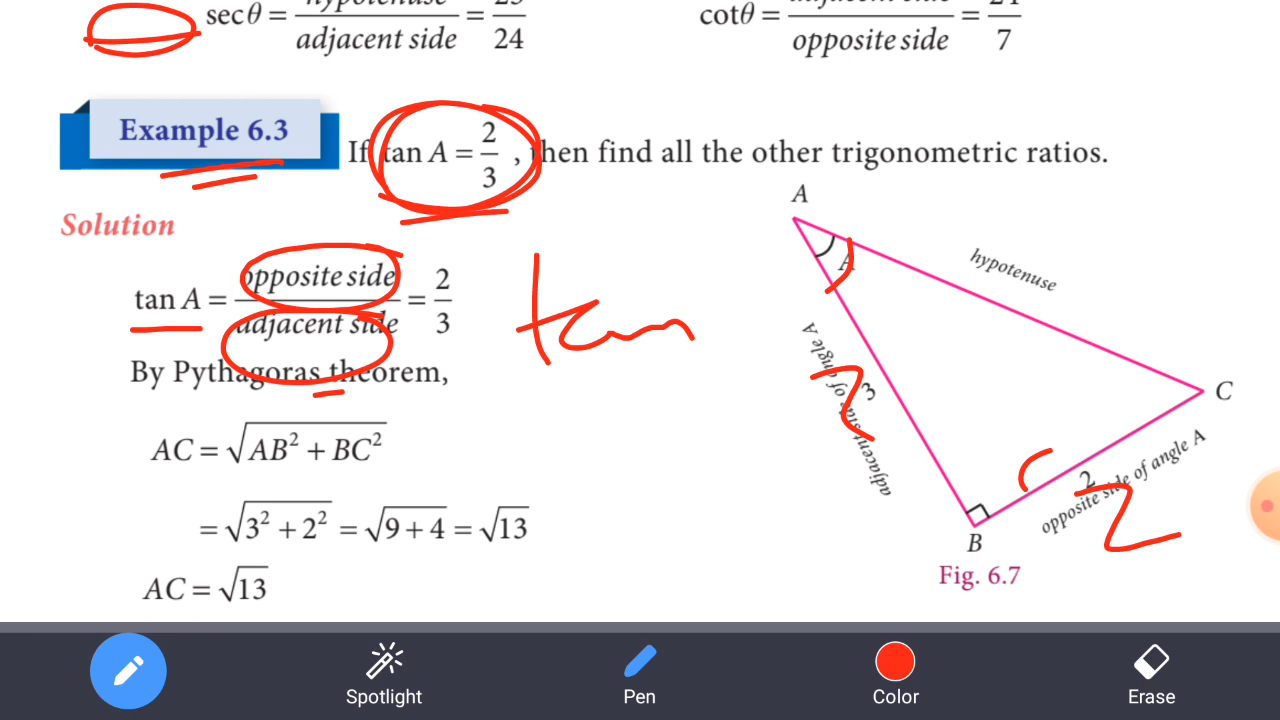 secθ = hypotenuse / adjacent side = 25/24
cotθ = adjacent side / opposite side = 24/7
Example 6.3 If tan A = 2/3 , then find all the other trigonometric ratios.
Solution
tan A = opposite side / adjacent side = 2/3
tan
By Pythagoras theorem,
AC = √(AB² + BC²)
= √(3² + 2²) = √(9 + 4) = √13
AC = √13
A
A
hypotenuse
adjacent side of angle A
3
C
2
opposite side of angle A
2
B
Fig. 6.7
Spotlight
Pen
Color
Erase